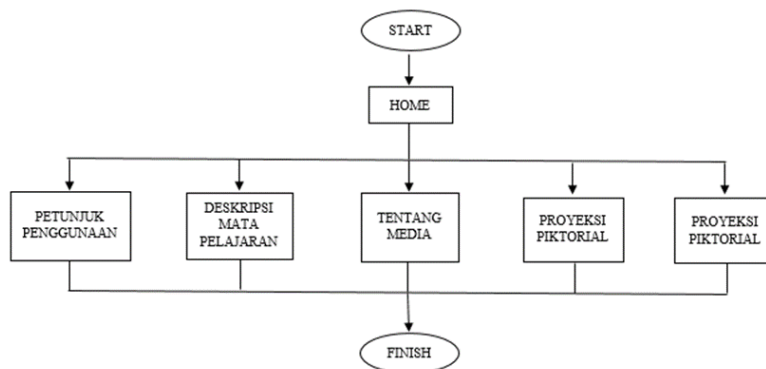 START
HOME
PETUNJUK
PENGGUNAAN
DESKRIPSI
MATA
PELAJARAN
TENTANG
MEDIA
PROYEKSI
PIKTORIAL
PROYEKSI
PIKTORIAL
FINISH